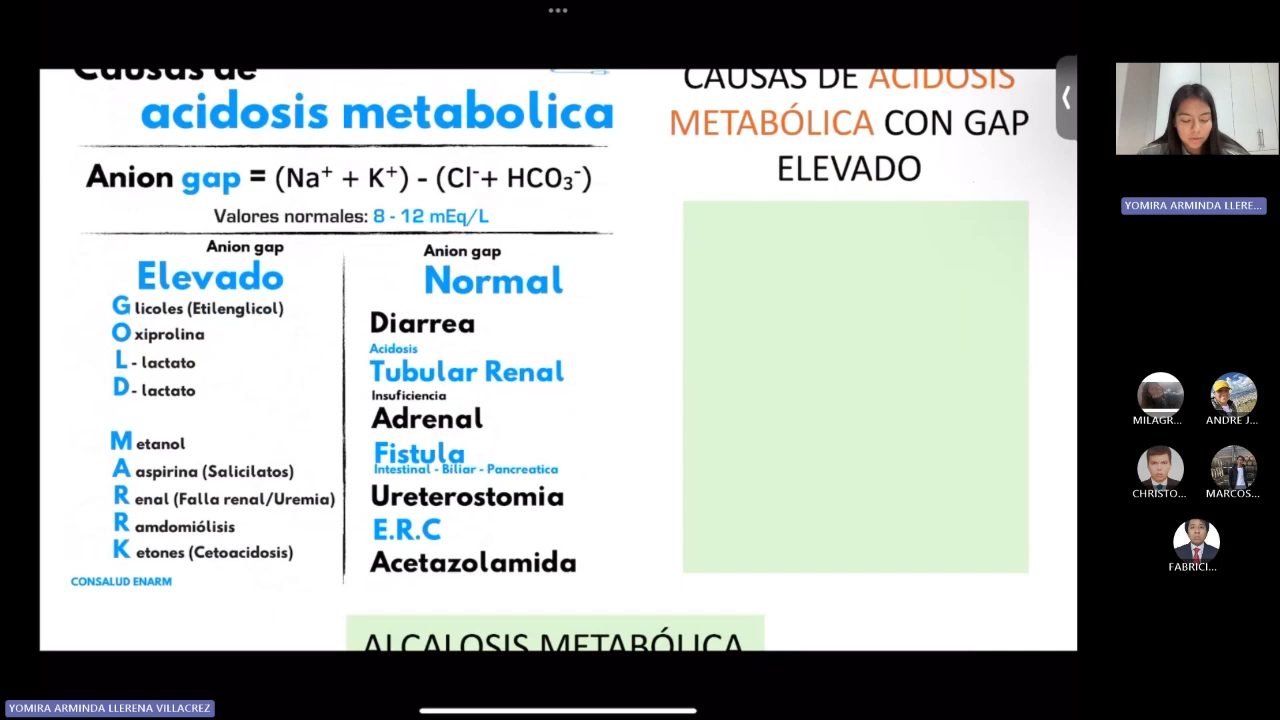 Causas de
acidosis metabolica
Anion gap = (Na⁺ + K⁺) - (Cl⁻+ HCO₃⁻)
Valores normales: 8 - 12 mEq/L
Anion gap
Elevado
Glicoles (Etilenglicol)
Oxiprolina
L - lactato
D - lactato
Metanol
Aaspirina (Salicilatos)
Renal (Falla renal/Uremia)
Ramdomiólisis
Ketones (Cetoacidosis)
CONSALUD ENARM
Anion gap
Normal
Diarrea
Acidosis
Tubular Renal
Insuficiencia
Adrenal
Fistula
Intestinal - Biliar - Pancreatica
Ureterostomia
E.R.C
Acetazolamida
CAUSAS DE ACIDOSIS
METABÓLICA CON GAP
ELEVADO
ALCALOSIS METABÓLICA
YOMIRA ARMINDA LLERE...
MILAGR...
ANDRE J...
CHRISTO...
MARCOS...
FABRICI...
YOMIRA ARMINDA LLERENA VILLACREZ